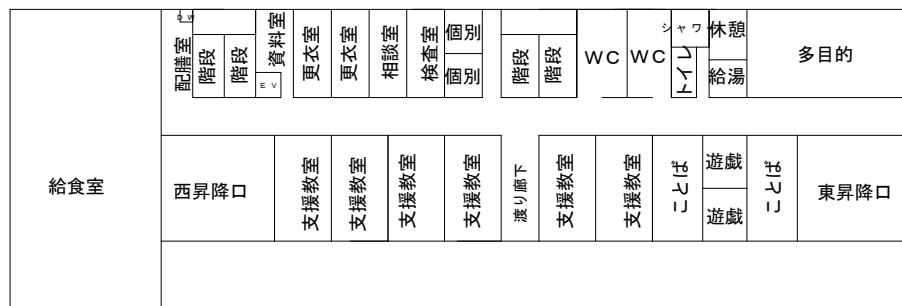 給食室
ＤＷ
配膳室
階段
階段
資料室
ＥＶ
更衣室
更衣室
相談室
検査室
個別
個別
階段
階段
ＷＣ
ＷＣ
シャワ
トイレ
休憩
給湯
多目的
西昇降口
支援教室
支援教室
支援教室
支援教室
渡り廊下
支援教室
支援教室
ことば
遊戯
遊戯
ことば
東昇降口